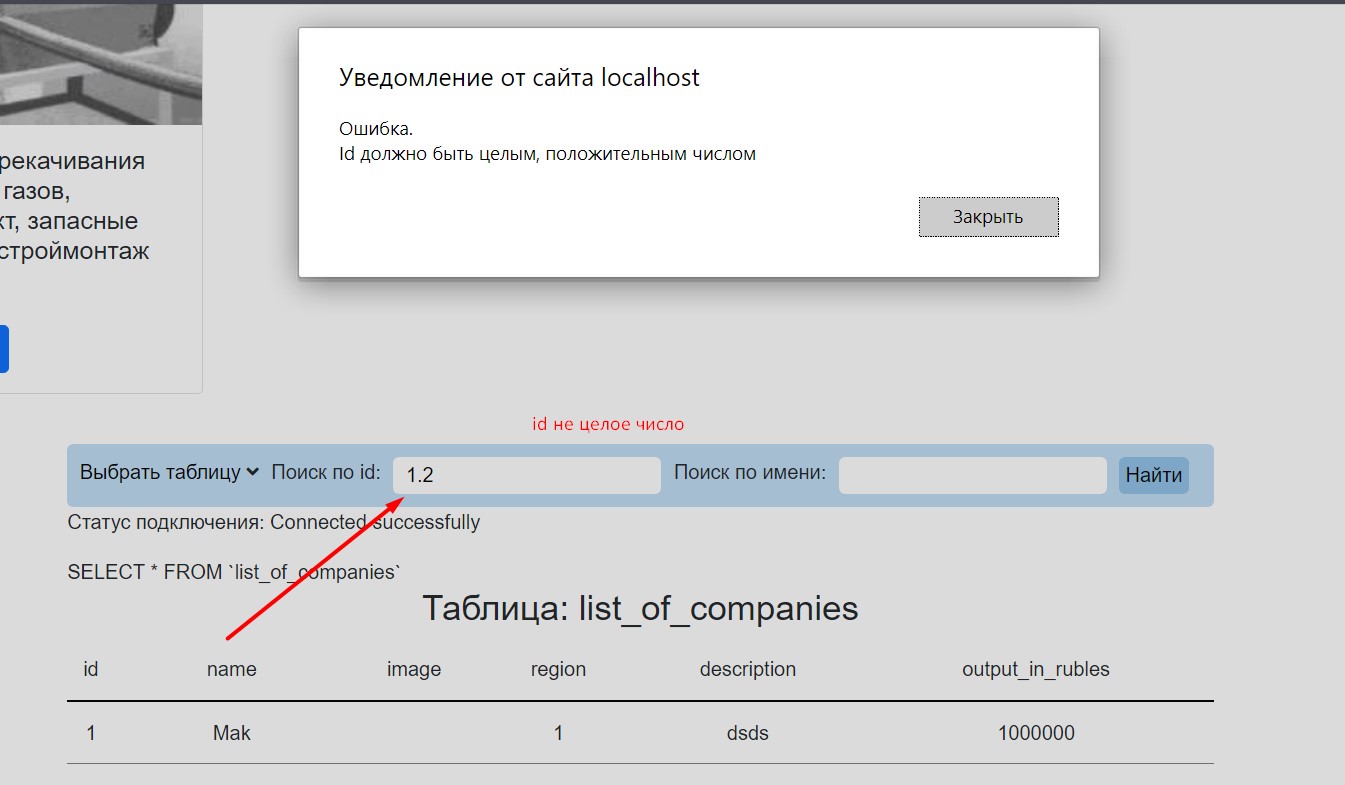 Уведомление от сайта localhost
Ошибка.
Id должно быть целым, положительным числом
Закрыть
рекачивания
газов,
кт, запасные
строймонтаж
id не целое число
Выбрать таблицу Поиск по id: 1.2 Поиск по имени: Найти
Статус подключения: Connected successfully
SELECT * FROM `list_of_companies`
Таблица: list_of_companies
id name image region description output_in_rubles
1 Mak 1 dsds 1000000